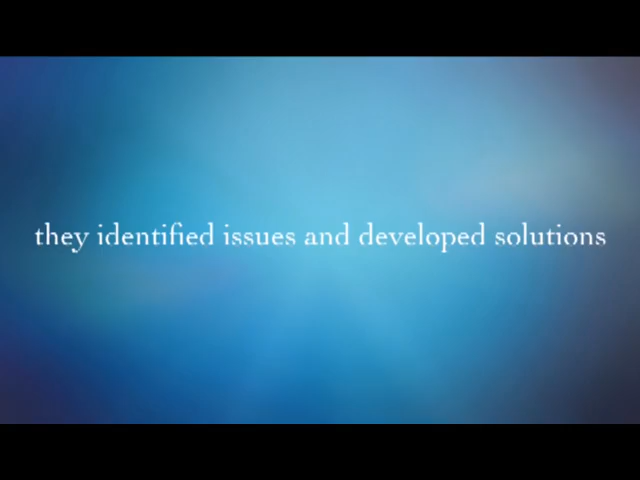 they identified issues and developed solutions